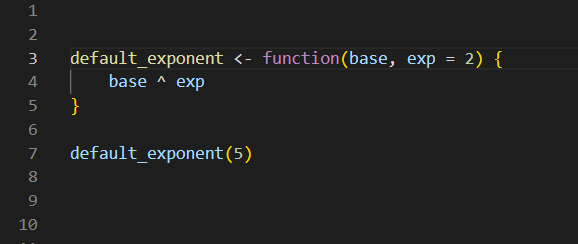 1
2
3 default_exponent <- function(base, exp = 2) {
4     base ^ exp
5 }
6
7 default_exponent(5)
8
9
10